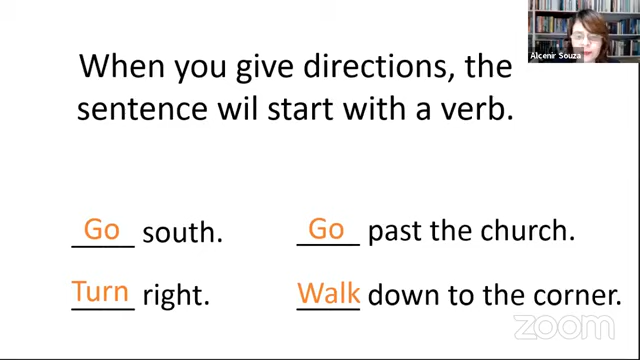 Alcenir Souza
When you give directions, the
sentence wil start with a verb.
Go south.
Go past the church.
Turn right.
Walk down to the corner.
zoom